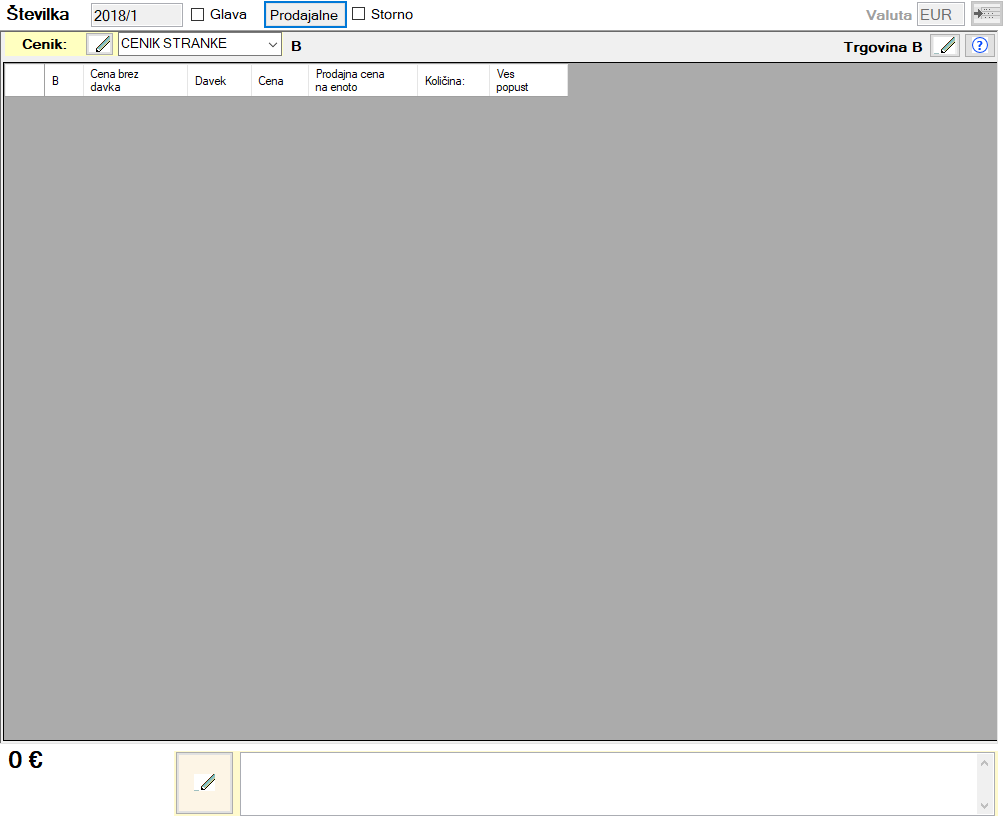 Številka 2018/1 Glava Prodajalne Storno Valuta EUR
Cenik: CENIK STRANKE B Trgovina B ?
B Cena brez davka Davek Cena Prodajna cena na enoto Količina: Ves popust
0 €